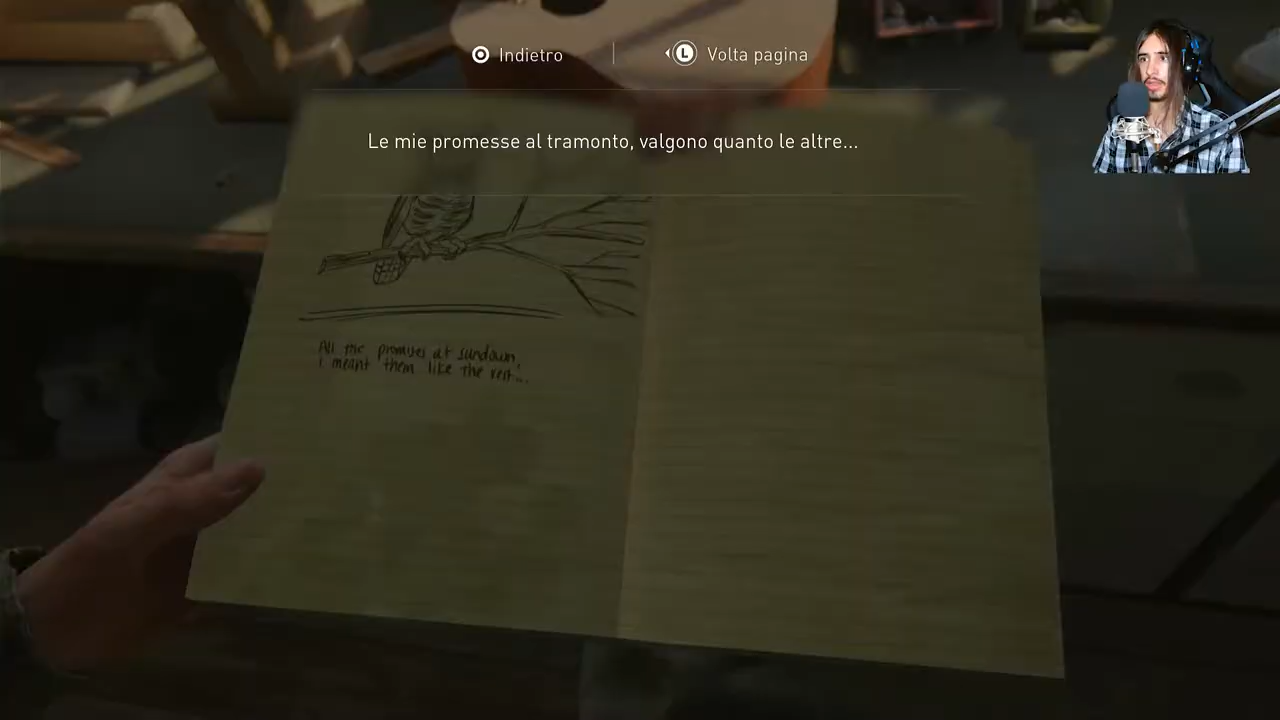 Indietro
L Volta pagina
Le mie promesse al tramonto, valgono quanto le altre...
All the promises at sundown,
I meant them like the rest...